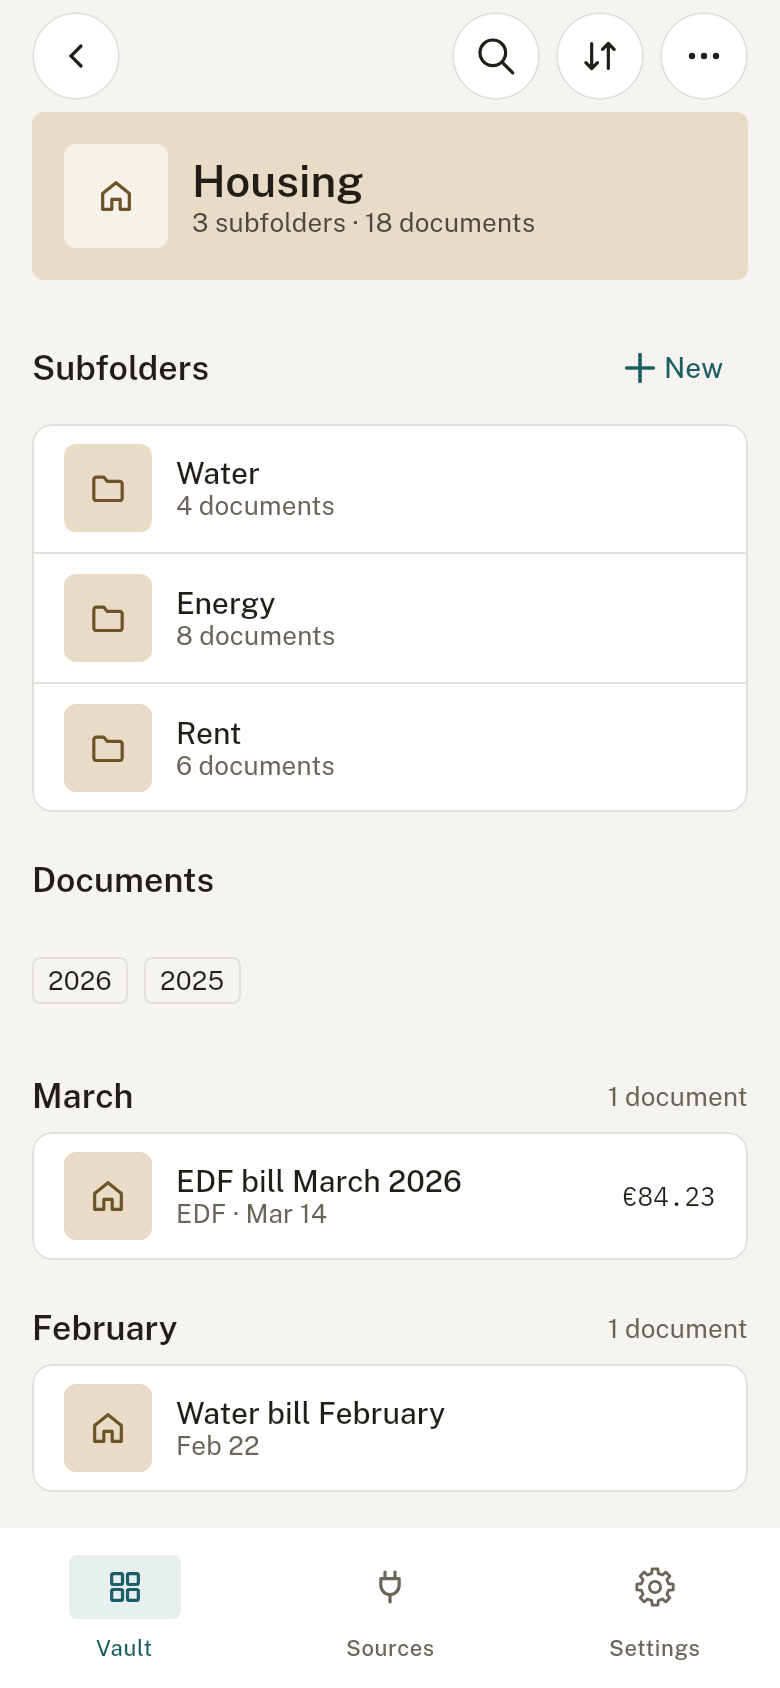 Housing
3 subfolders · 18 documents
Subfolders
New
Water
4 documents
Energy
8 documents
Rent
6 documents
Documents
2026 2025
March 1 document
EDF bill March 2026
EDF · Mar 14
€84.23
February 1 document
Water bill February
Feb 22
Vault Sources Settings